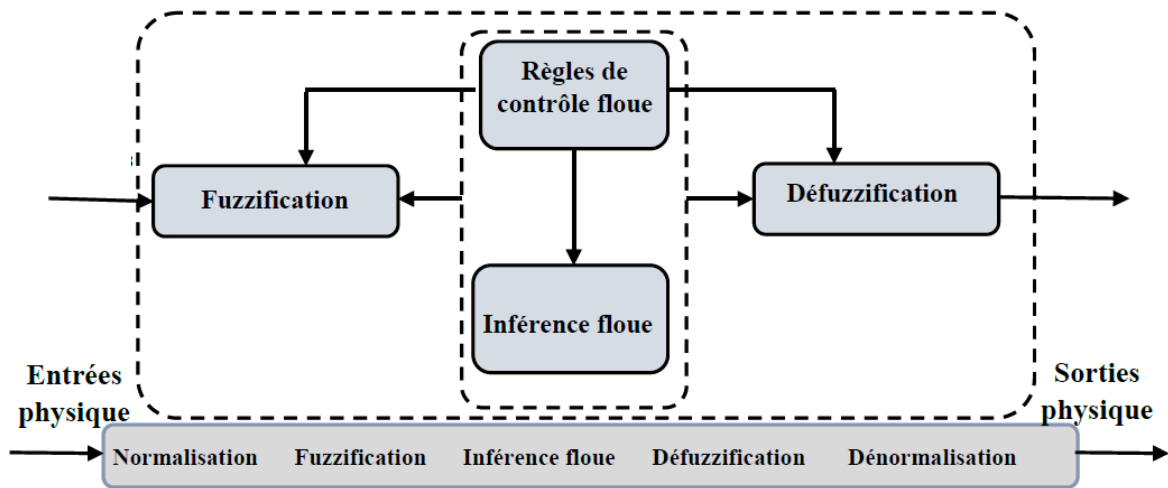 Règles de
contrôle floue
Fuzzification
Défuzzification
Inférence floue
Entrées
physique
Sorties
physique
Normalisation Fuzzification Inférence floue Défuzzification Dénormalisation